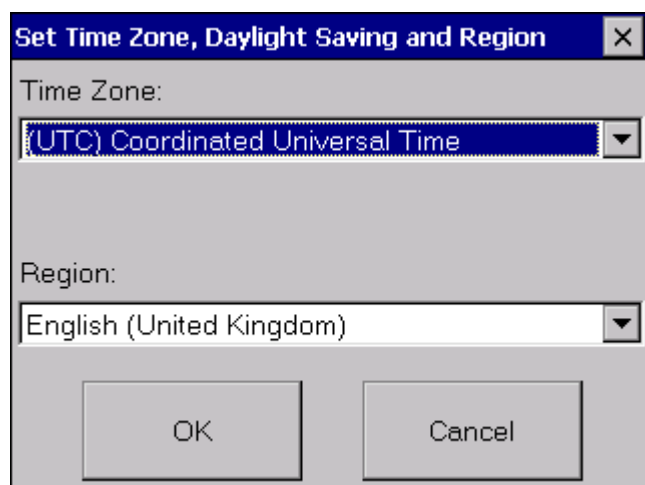 Set Time Zone, Daylight Saving and Region
Time Zone:
(UTC) Coordinated Universal Time
Region:
English (United Kingdom)
OK Cancel